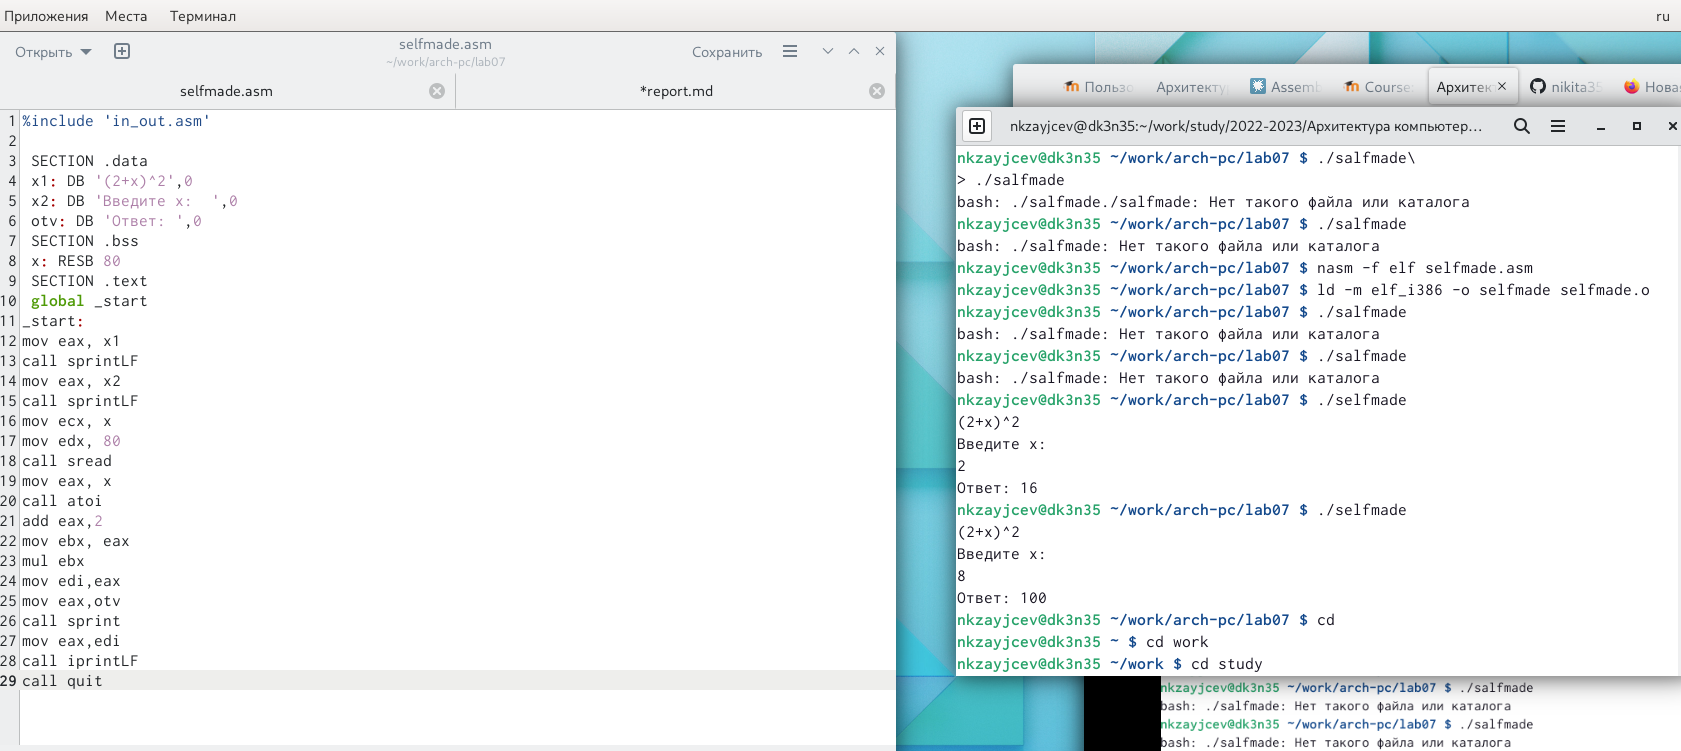 Приложения Места Терминал ru
Открыть selfmade.asm Сохранить
~/work/arch-pc/lab07
selfmade.asm *report.md
1 %include 'in_out.asm'
2
3 SECTION .data
4 x1: DB '(2+x)^2',0
5 x2: DB 'Введите x:  ',0
6 otv: DB 'Ответ: ',0
7 SECTION .bss
8 x: RESB 80
9 SECTION .text
10 global _start
11 _start:
12 mov eax, x1
13 call sprintLF
14 mov eax, x2
15 call sprintLF
16 mov ecx, x
17 mov edx, 80
18 call sread
19 mov eax, x
20 call atoi
21 add eax,2
22 mov ebx, eax
23 mul ebx
24 mov edi,eax
25 mov eax,otv
26 call sprint
27 mov eax,edi
28 call iprintLF
29 call quit
Пользо Архитекту Assemb Course: Архитек nikita35 Нова
nkzayjcev@dk3n35:~/work/study/2022-2023/Архитектура компьютер...
nkzayjcev@dk3n35 ~/work/arch-pc/lab07 $ ./salfmade\
> ./salfmade
bash: ./salfmade./salfmade: Нет такого файла или каталога
nkzayjcev@dk3n35 ~/work/arch-pc/lab07 $ ./salfmade
bash: ./salfmade: Нет такого файла или каталога
nkzayjcev@dk3n35 ~/work/arch-pc/lab07 $ nasm -f elf selfmade.asm
nkzayjcev@dk3n35 ~/work/arch-pc/lab07 $ ld -m elf_i386 -o selfmade selfmade.o
nkzayjcev@dk3n35 ~/work/arch-pc/lab07 $ ./salfmade
bash: ./salfmade: Нет такого файла или каталога
nkzayjcev@dk3n35 ~/work/arch-pc/lab07 $ ./salfmade
bash: ./salfmade: Нет такого файла или каталога
nkzayjcev@dk3n35 ~/work/arch-pc/lab07 $ ./selfmade
(2+x)^2
Введите x:
2
Ответ: 16
nkzayjcev@dk3n35 ~/work/arch-pc/lab07 $ ./selfmade
(2+x)^2
Введите x:
8
Ответ: 100
nkzayjcev@dk3n35 ~/work/arch-pc/lab07 $ cd
nkzayjcev@dk3n35 ~ $ cd work
nkzayjcev@dk3n35 ~/work $ cd study
nkzayjcev@dk3n35 ~/work/arch-pc/lab07 $ ./salfmade
bash: ./salfmade: Нет такого файла или каталога
nkzayjcev@dk3n35 ~/work/arch-pc/lab07 $ ./salfmade
bash: ./salfmade: Нет такого файла или каталога